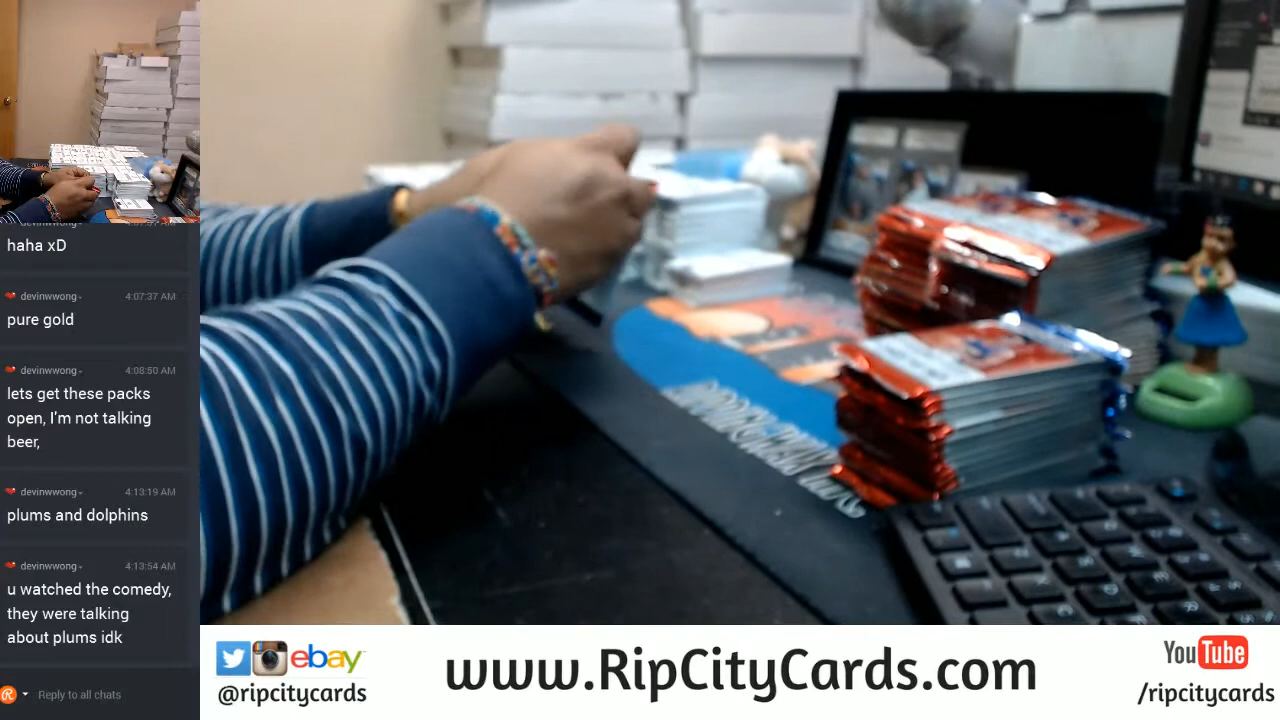 haha xD
devinwwong 4:07:37 AM
pure gold
devinwwong 4:08:50 AM
lets get these packs
open, I'm not talking
beer,
devinwwong 4:13:19 AM
plums and dolphins
devinwwong 4:13:54 AM
u watched the comedy,
they were talking
about plums idk
Reply to all chats
ebay
@ripcitycards
www.RipCityCards.com
YouTube
/ripcitycards